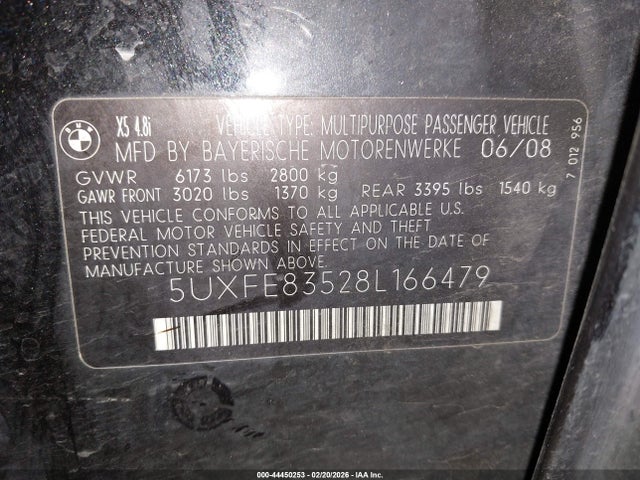 BMW
X5 4.8i
VEHICLE TYPE: MULTIPURPOSE PASSENGER VEHICLE
MFD BY BAYERISCHE MOTORENWERKE 06/08
GVWR 6173 lbs 2800 kg
GAWR FRONT 3020 lbs 1370 kg REAR 3395 lbs 1540 kg
THIS VEHICLE CONFORMS TO ALL APPLICABLE U.S.
FEDERAL MOTOR VEHICLE SAFETY AND THEFT
PREVENTION STANDARDS IN EFFECT ON THE DATE OF
MANUFACTURE SHOWN ABOVE.
5UXFE83528L166479
7 012 956
000-44450253 - 02/20/2026 - IAA Inc.